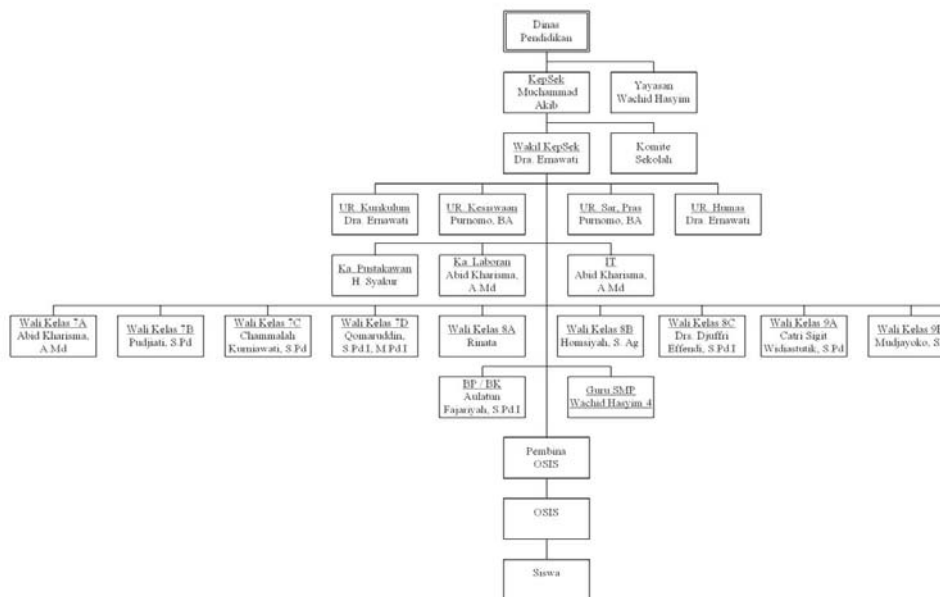 Dinas
Pendidikan
KepSek
Muchammad
Akib
Yayasan
Wachid Hasyim
Wakil KepSek
Dra. Ernawati
Komite
Sekolah
UR. Kurikulum
Dra. Ernawati
UR. Kesiswaan
Purnomo, BA
UR. Sar, Pras
Purnomo, BA
UR. Humas
Dra. Ernawati
Ka. Pustakawan
H. Syakur
Ka. Laboran
Abid Kharisma,
A.Md
IT
Abid Kharisma,
A.Md
Wali Kelas 7A
Abid Kharisma,
A.Md
Wali Kelas 7B
Pudjiati, S.Pd
Wali Kelas 7C
Chammalah
Kurniawati, S.Pd
Wali Kelas 7D
Qomaruddin,
S.Pd.I, M.Pd.I
Wali Kelas 8A
Rinata
Wali Kelas 8B
Homsiyah, S. Ag
Wali Kelas 8C
Drs. Djuffri
Effendi, S.Pd.I
Wali Kelas 9A
Catri Sigit
Widiastutik, S.Pd
Wali Kelas
Mudjayoko,
BP / BK
Aulatun
Fajariyah, S.Pd.I
Guru SMP
Wachid Hasyim 4
Pembina
OSIS
OSIS
Siswa